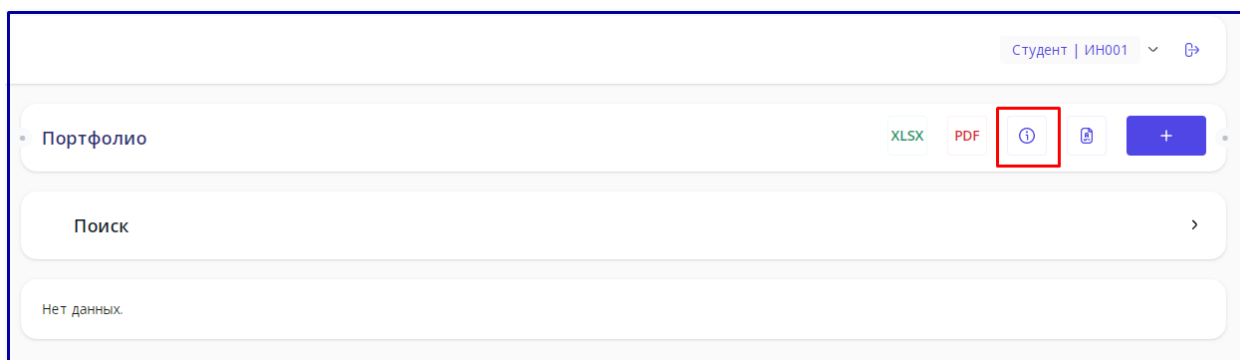 Студент | ИН001
Портфолио XLSX PDF +
Поиск
Нет данных.